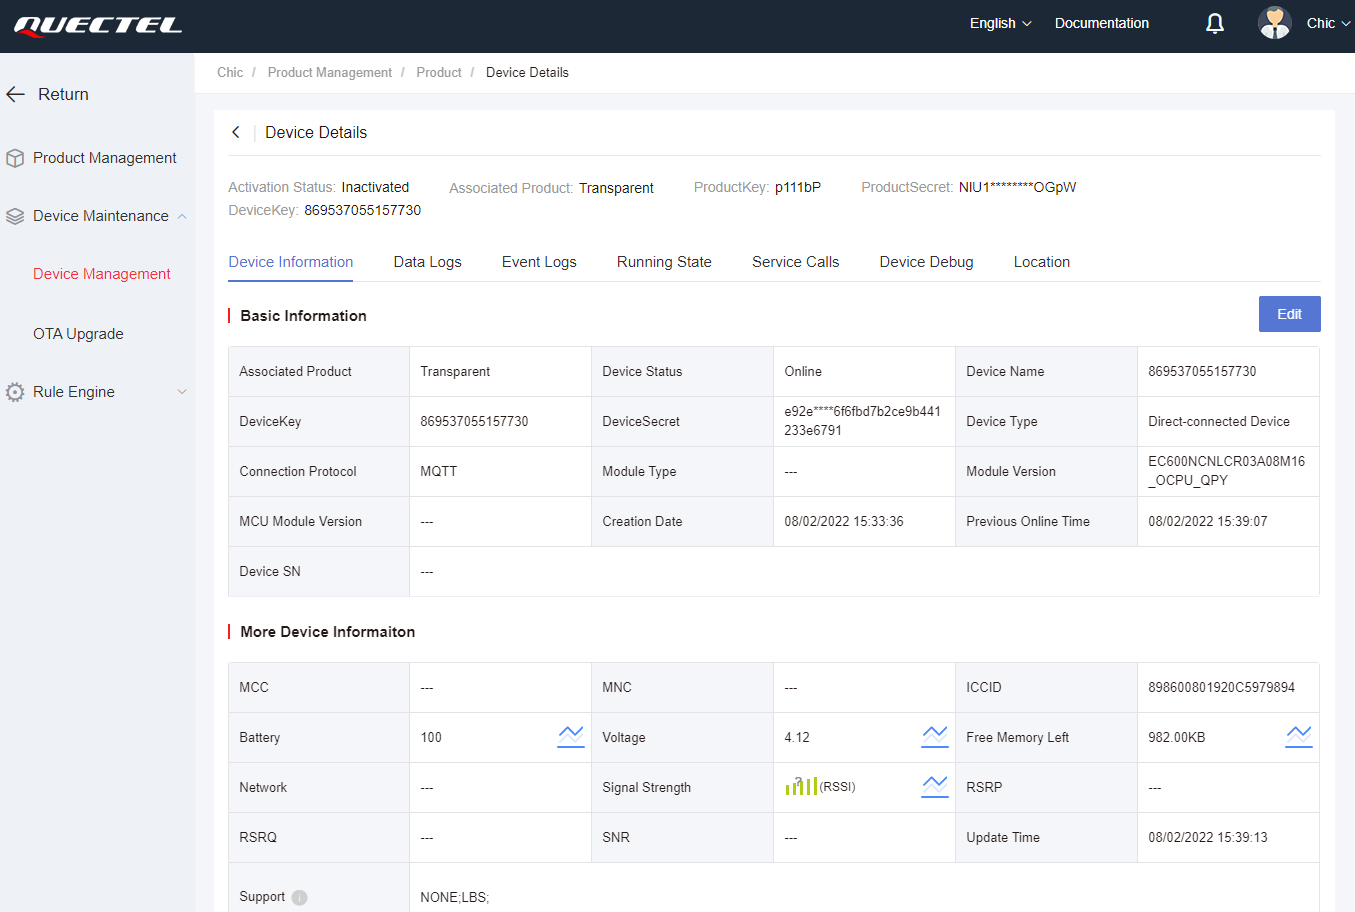 QUECTEL
English
Documentation
Chic
Chic / Product Management / Product / Device Details
Return
Product Management
Device Maintenance
Device Management
OTA Upgrade
Rule Engine
Device Details
Activation Status: Inactivated Associated Product: Transparent ProductKey: p111bP ProductSecret: NIU1********OGpW
DeviceKey: 869537055157730
Device Information Data Logs Event Logs Running State Service Calls Device Debug Location
Basic Information
Edit
Associated Product Transparent Device Status Online Device Name 869537055157730
DeviceKey 869537055157730 DeviceSecret e92e****6f6fbd7b2ce9b441
233e6791 Device Type Direct-connected Device
Connection Protocol MQTT Module Type --- Module Version EC600NCNLCR03A08M16
_OCPU_QPY
MCU Module Version --- Creation Date 08/02/2022 15:33:36 Previous Online Time 08/02/2022 15:39:07
Device SN ---
More Device Informaiton
MCC --- MNC --- ICCID 898600801920C5979894
Battery 100 Voltage 4.12 Free Memory Left 982.00KB
Network --- Signal Strength ? (RSSI) RSRP ---
RSRQ --- SNR --- Update Time 08/02/2022 15:39:13
Support i NONE;LBS;